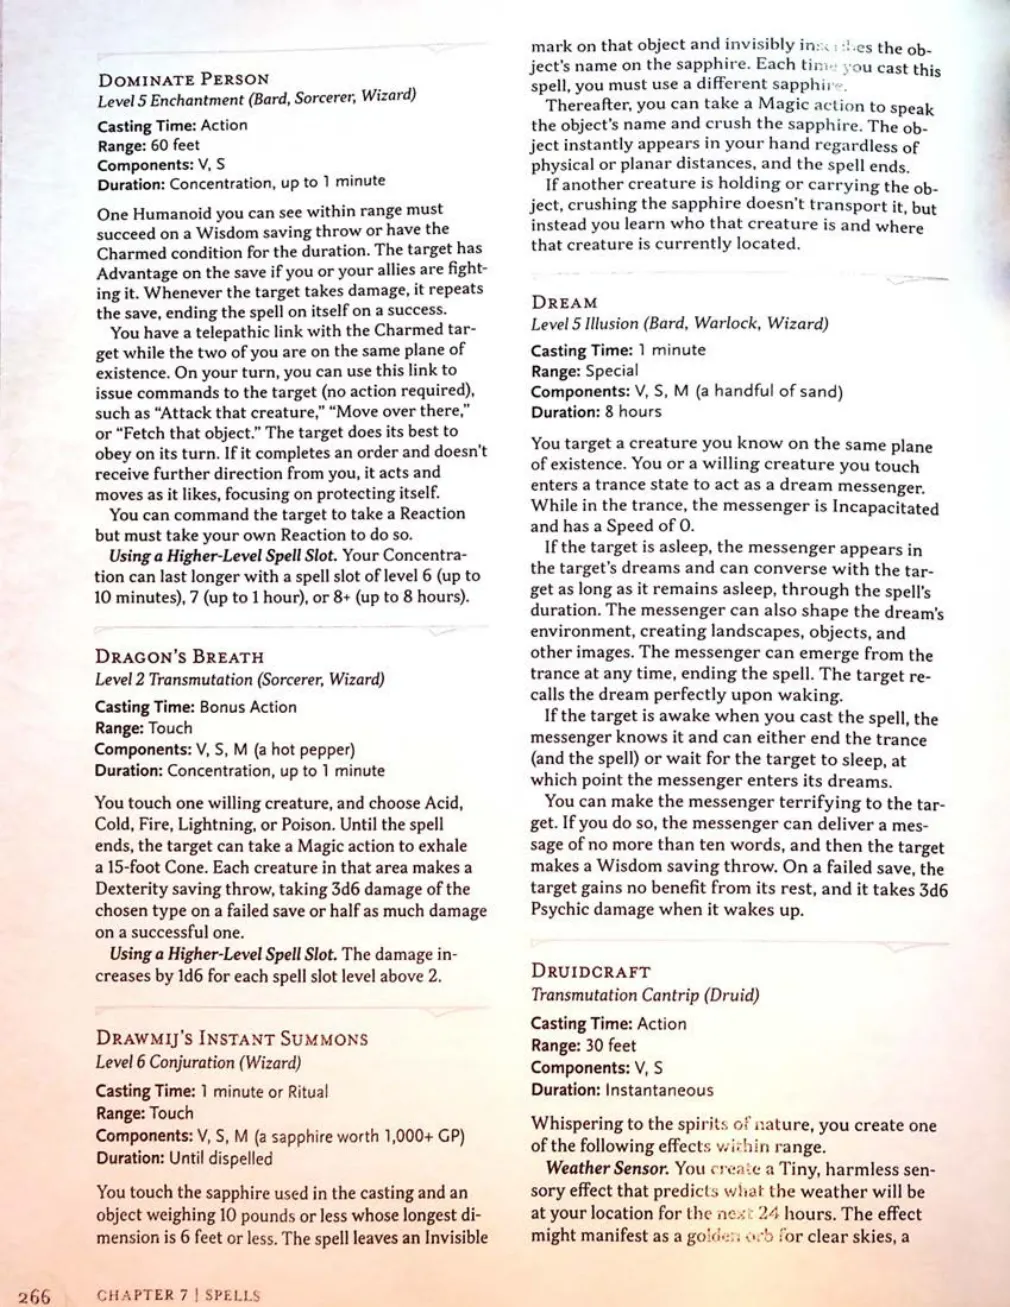 DOMINATE PERSON
Level 5 Enchantment (Bard, Sorcerer, Wizard)
Casting Time: Action
Range: 60 feet
Components: V, S
Duration: Concentration, up to 1 minute
One Humanoid you can see within range must
succeed on a Wisdom saving throw or have the
Charmed condition for the duration. The target has
Advantage on the save if you or your allies are fight-
ing it. Whenever the target takes damage, it repeats
the save, ending the spell on itself on a success.
You have a telepathic link with the Charmed tar-
get while the two of you are on the same plane of
existence. On your turn, you can use this link to
issue commands to the target (no action required),
such as “Attack that creature,” “Move over there,”
or “Fetch that object.” The target does its best to
obey on its turn. If it completes an order and doesn't
receive further direction from you, it acts and
moves as it likes, focusing on protecting itself.
You can command the target to take a Reaction
but must take your own Reaction to do so.
Using a Higher-Level Spell Slot. Your Concentra-
tion can last longer with a spell slot of level 6 (up to
10 minutes), 7 (up to 1 hour), or 8+ (up to 8 hours).
DRAGON'S BREATH
Level 2 Transmutation (Sorcerer, Wizard)
Casting Time: Bonus Action
Range: Touch
Components: V, S, M (a hot pepper)
Duration: Concentration, up to 1 minute
You touch one willing creature, and choose Acid,
Cold, Fire, Lightning, or Poison. Until the spell
ends, the target can take a Magic action to exhale
a 15-foot Cone. Each creature in that area makes a
Dexterity saving throw, taking 3d6 damage of the
chosen type on a failed save or half as much damage
on a successful one.
Using a Higher-Level Spell Slot. The damage in-
creases by 1d6 for each spell slot level above 2.
DRAWMIJ'S INSTANT SUMMONS
Level 6 Conjuration (Wizard)
Casting Time: 1 minute or Ritual
Range: Touch
Components: V, S, M (a sapphire worth 1,000+ GP)
Duration: Until dispelled
You touch the sapphire used in the casting and an
object weighing 10 pounds or less whose longest di-
mension is 6 feet or less. The spell leaves an Invisible
mark on that object and invisibly inscribes the ob-
ject's name on the sapphire. Each time you cast this
spell, you must use a different sapphire.
Thereafter, you can take a Magic action to speak
the object's name and crush the sapphire. The ob-
ject instantly appears in your hand regardless of
physical or planar distances, and the spell ends.
If another creature is holding or carrying the ob-
ject, crushing the sapphire doesn't transport it, but
instead you learn who that creature is and where
that creature is currently located.
DREAM
Level 5 Illusion (Bard, Warlock, Wizard)
Casting Time: 1 minute
Range: Special
Components: V, S, M (a handful of sand)
Duration: 8 hours
You target a creature you know on the same plane
of existence. You or a willing creature you touch
enters a trance state to act as a dream messenger.
While in the trance, the messenger is Incapacitated
and has a Speed of 0.
If the target is asleep, the messenger appears in
the target's dreams and can converse with the tar-
get as long as it remains asleep, through the spell's
duration. The messenger can also shape the dream's
environment, creating landscapes, objects, and
other images. The messenger can emerge from the
trance at any time, ending the spell. The target re-
calls the dream perfectly upon waking.
If the target is awake when you cast the spell, the
messenger knows it and can either end the trance
(and the spell) or wait for the target to sleep, at
which point the messenger enters its dreams.
You can make the messenger terrifying to the tar-
get. If you do so, the messenger can deliver a mes-
sage of no more than ten words, and then the target
makes a Wisdom saving throw. On a failed save, the
target gains no benefit from its rest, and it takes 3d6
Psychic damage when it wakes up.
DRUIDCRAFT
Transmutation Cantrip (Druid)
Casting Time: Action
Range: 30 feet
Components: V, S
Duration: Instantaneous
Whispering to the spirits of nature, you create one
of the following effects within range.
Weather Sensor. You create a Tiny, harmless sen-
sory effect that predicts what the weather will be
at your location for the next 24 hours. The effect
might manifest as a golden orb for clear skies, a
266 CHAPTER 7 | SPELLS